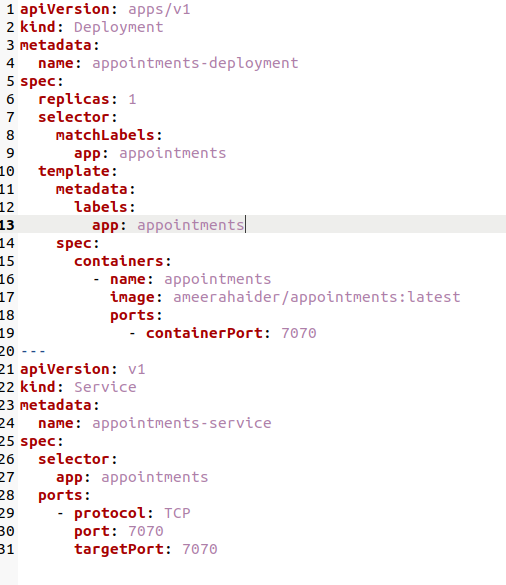 1 apiVersion: apps/v1
2 kind: Deployment
3 metadata:
4   name: appointments-deployment
5 spec:
6   replicas: 1
7   selector:
8     matchLabels:
9       app: appointments
10   template:
11     metadata:
12       labels:
13         app: appointments
14     spec:
15       containers:
16         - name: appointments
17           image: ameerahaider/appointments:latest
18           ports:
19             - containerPort: 7070
20 ---
21 apiVersion: v1
22 kind: Service
23 metadata:
24   name: appointments-service
25 spec:
26   selector:
27     app: appointments
28   ports:
29     - protocol: TCP
30       port: 7070
31       targetPort: 7070